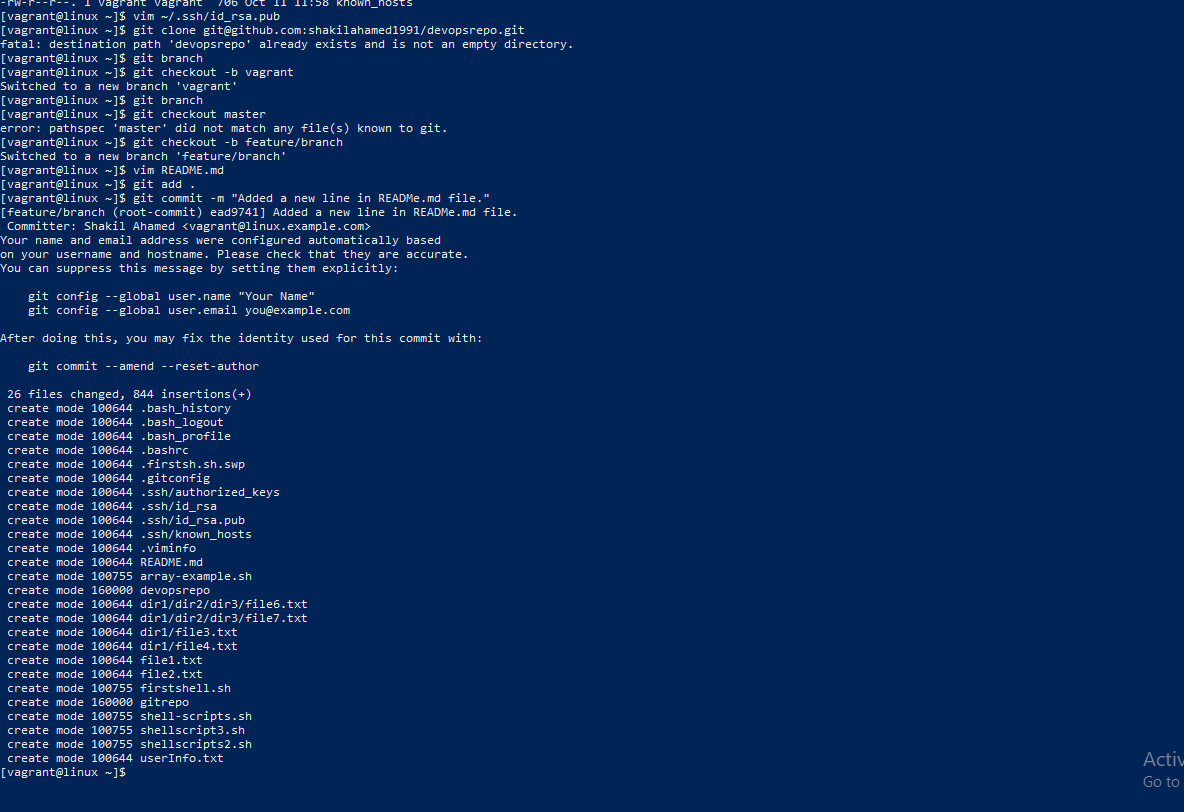 -rw-r--r--. 1 vagrant vagrant  706 Oct 11 11:58 known_hosts
[vagrant@linux ~]$ vim ~/.ssh/id_rsa.pub
[vagrant@linux ~]$ git clone git@github.com:shakilahamed1991/devopsrepo.git
fatal: destination path 'devopsrepo' already exists and is not an empty directory.
[vagrant@linux ~]$ git branch
[vagrant@linux ~]$ git checkout -b vagrant
Switched to a new branch 'vagrant'
[vagrant@linux ~]$ git branch
[vagrant@linux ~]$ git checkout master
error: pathspec 'master' did not match any file(s) known to git.
[vagrant@linux ~]$ git checkout -b feature/branch
Switched to a new branch 'feature/branch'
[vagrant@linux ~]$ vim README.md
[vagrant@linux ~]$ git add .
[vagrant@linux ~]$ git commit -m "Added a new line in READMe.md file."
[feature/branch (root-commit) ead9741] Added a new line in READMe.md file.
 Committer: Shakil Ahamed <vagrant@linux.example.com>
Your name and email address were configured automatically based
on your username and hostname. Please check that they are accurate.
You can suppress this message by setting them explicitly:

    git config --global user.name "Your Name"
    git config --global user.email you@example.com

After doing this, you may fix the identity used for this commit with:

    git commit --amend --reset-author

 26 files changed, 844 insertions(+)
 create mode 100644 .bash_history
 create mode 100644 .bash_logout
 create mode 100644 .bash_profile
 create mode 100644 .bashrc
 create mode 100644 .firstsh.sh.swp
 create mode 100644 .gitconfig
 create mode 100644 .ssh/authorized_keys
 create mode 100644 .ssh/id_rsa
 create mode 100644 .ssh/id_rsa.pub
 create mode 100644 .ssh/known_hosts
 create mode 100644 .viminfo
 create mode 100644 README.md
 create mode 100755 array-example.sh
 create mode 160000 devopsrepo
 create mode 100644 dir1/dir2/dir3/file6.txt
 create mode 100644 dir1/dir2/dir3/file7.txt
 create mode 100644 dir1/file3.txt
 create mode 100644 dir1/file4.txt
 create mode 100644 file1.txt
 create mode 100644 file2.txt
 create mode 100755 firstshell.sh
 create mode 160000 gitrepo
 create mode 100755 shell-scripts.sh
 create mode 100755 shellscript3.sh
 create mode 100755 shellscripts2.sh
 create mode 100644 userInfo.txt
[vagrant@linux ~]$
Activ
Go to